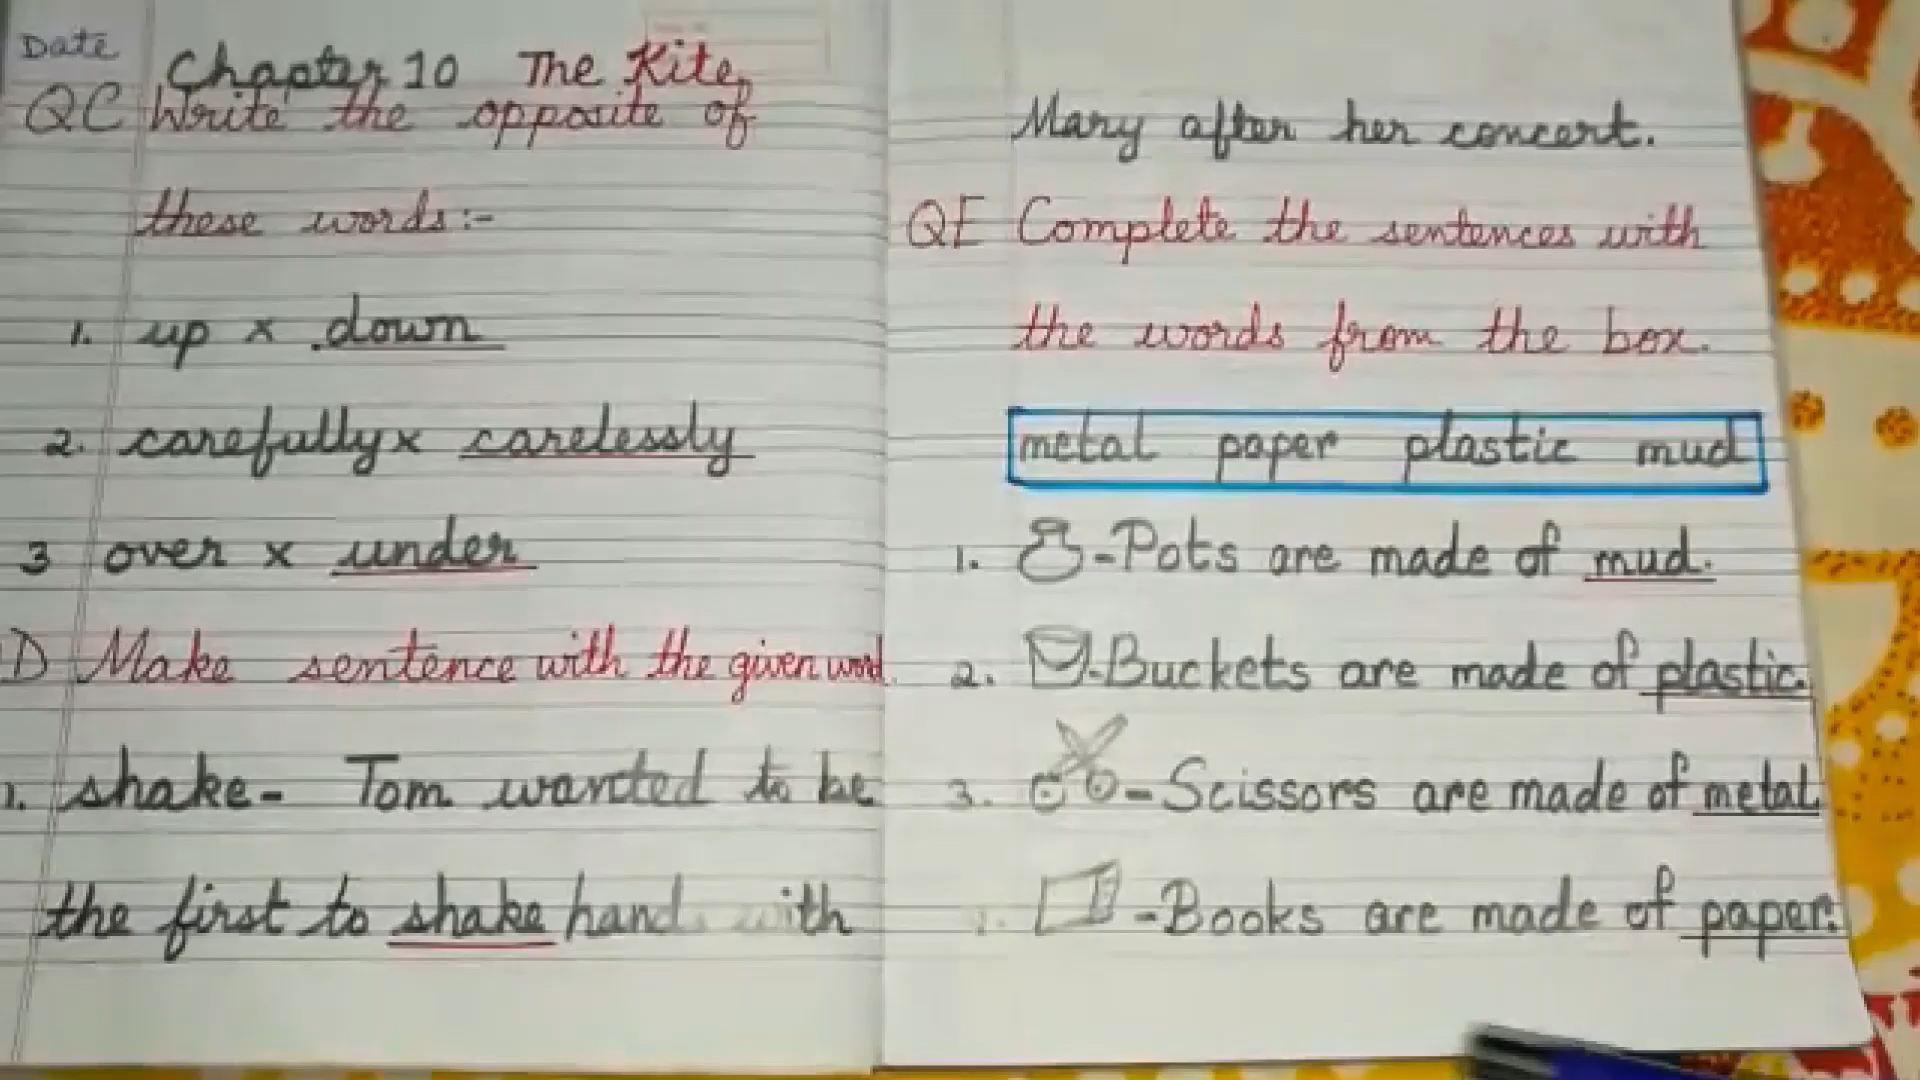 Date
Chapter 10 The Kite
QC Write the opposite of
these words:-
1. up x down
2. carefully x carelessly
3 over x under
D Make sentence with the given word.
1. shake- Tom wanted to be
the first to shake hand with
Mary after her concert.
QE Complete the sentences with
the words from the box.
metal paper plastic mud
1. -Pots are made of mud.
2. -Buckets are made of plastic.
3. -Scissors are made of metal
4. -Books are made of paper.